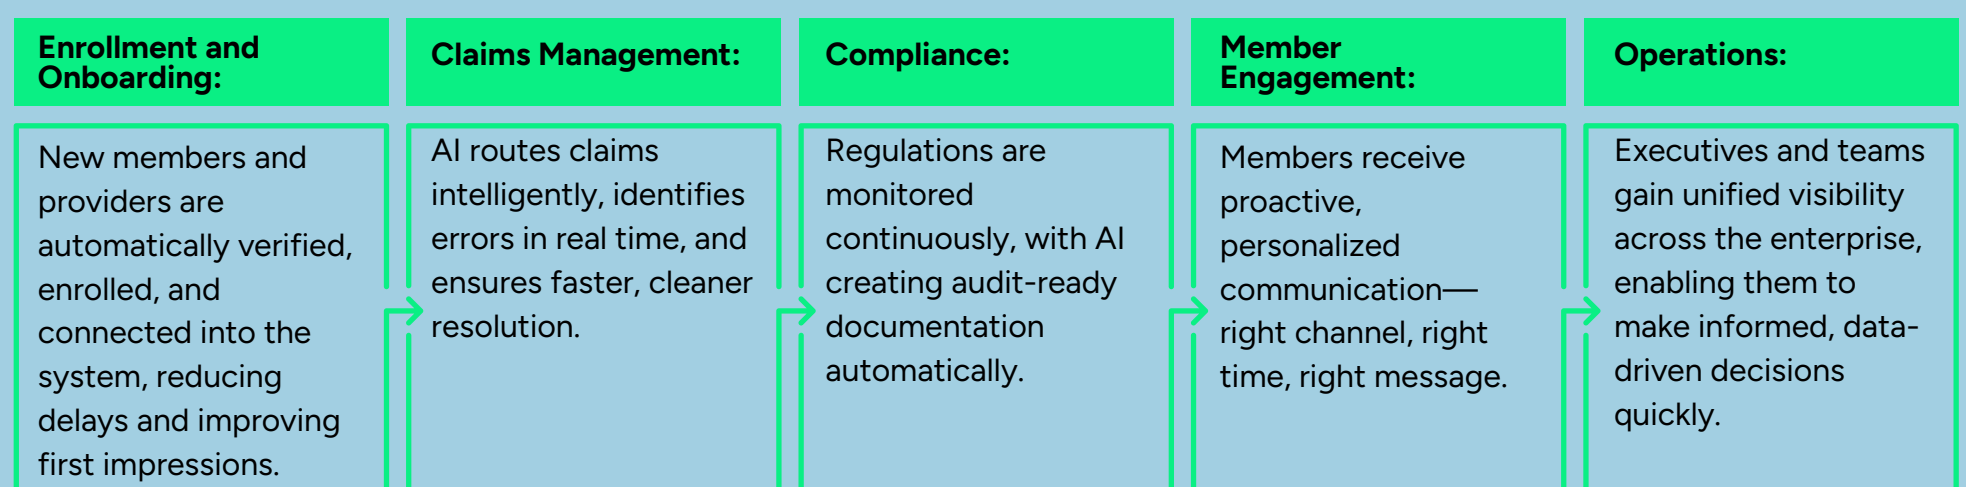 Enrollment and
Onboarding:
New members and
providers are
automatically verified,
enrolled, and
connected into the
system, reducing
delays and improving
first impressions.
Claims Management:
AI routes claims
intelligently, identifies
errors in real time, and
ensures faster, cleaner
resolution.
Compliance:
Regulations are
monitored
continuously, with AI
creating audit-ready
documentation
automatically.
Member
Engagement:
Members receive
proactive,
personalized
communication—
right channel, right
time, right message.
Operations:
Executives and teams
gain unified visibility
across the enterprise,
enabling them to
make informed, data-
driven decisions
quickly.